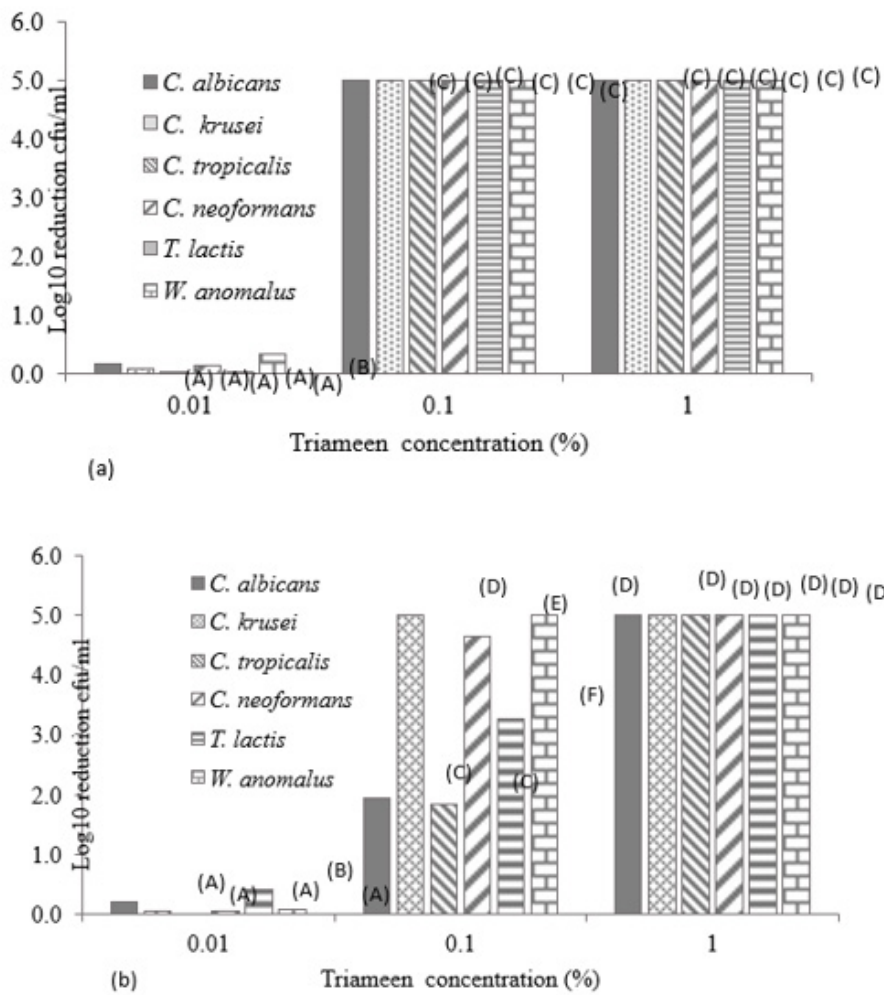 6.0
5.0
4.0
3.0
2.0
1.0
0.0
Log10 reduction cfu/ml
C. albicans
C. krusei
C. tropicalis
C. neoformans
T. lactis
W. anomalus
(C) (C) (C) (C) (C) (C)
(C) (C) (C) (C) (C) (C)
(A) (A) (A) (A) (A) (B)
0.01 0.1 1
Triameen concentration (%)
(a)
6.0
5.0
4.0
3.0
2.0
1.0
0.0
Log10 reduction cfu/ml
C. albicans
C. krusei
C. tropicalis
C. neoformans
T. lactis
W. anomalus
(D) (E) (D) (D) (D) (D) (D) (D) (D
(F)
(C) (C)
(A) (A) (A) (B) (A)
0.01 0.1 1
Triameen concentration (%)
(b)